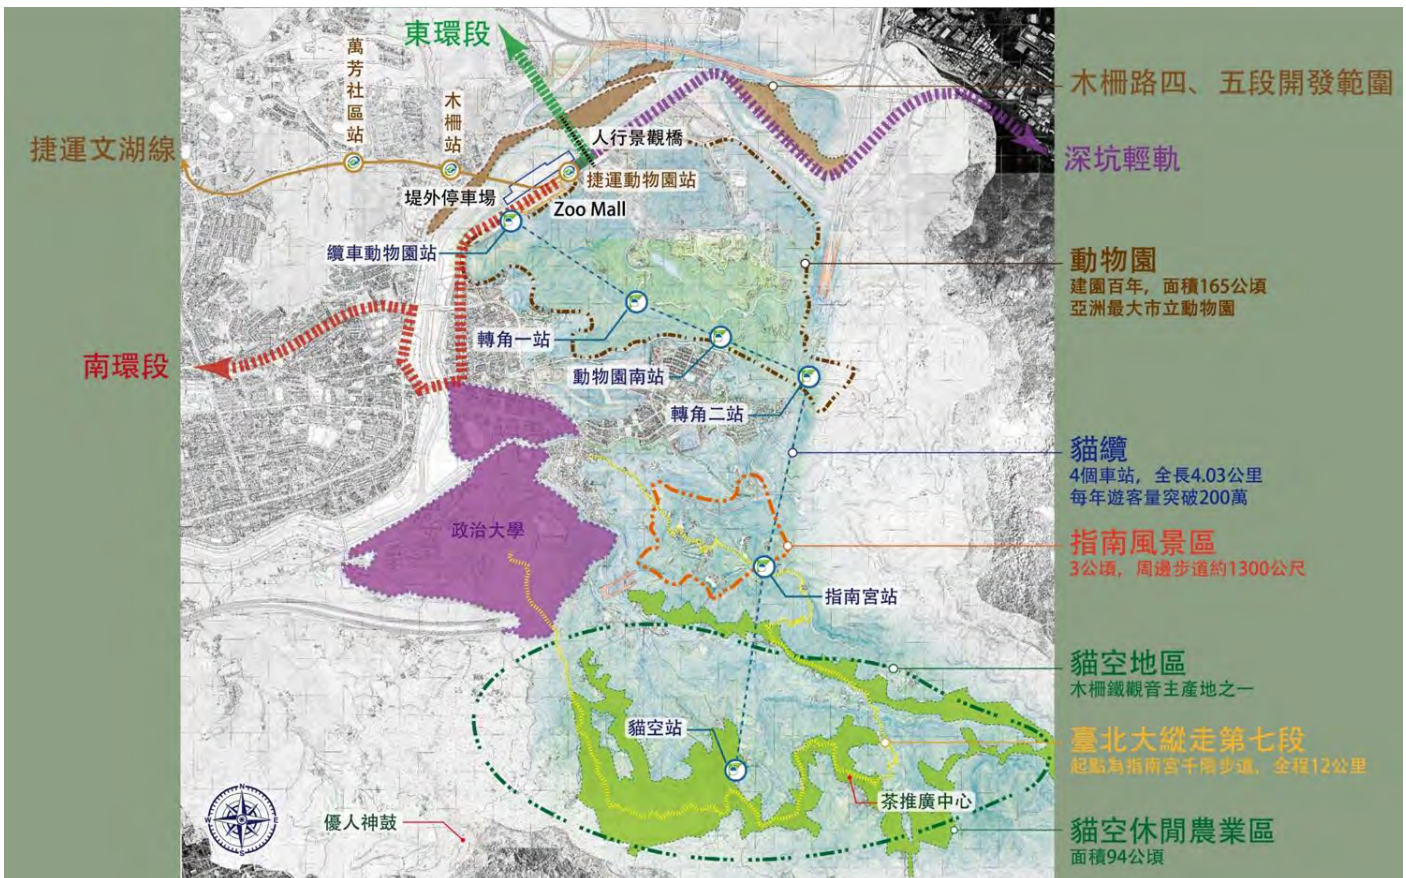 東環段
萬芳社區站
木柵站
捷運文湖線
人行景觀橋
捷運動物園站
堤外停車場
Zoo Mall
纜車動物園站
轉角一站
動物園南站
轉角二站
南環段
政治大學
指南宮站
貓空站
茶推廣中心
優人神鼓
N
E
S
木柵路四、五段開發範圍
深坑輕軌
動物園
建園百年，面積165公頃
亞洲最大市立動物園
貓纜
4個車站，全長4.03公里
每年遊客量突破200萬
指南風景區
3公頃，周邊步道約1300公尺
貓空地區
木柵鐵觀音主產地之一
臺北大縱走第七段
起點為指南宮千階步道，全程12公里
貓空休閒農業區
面積94公頃